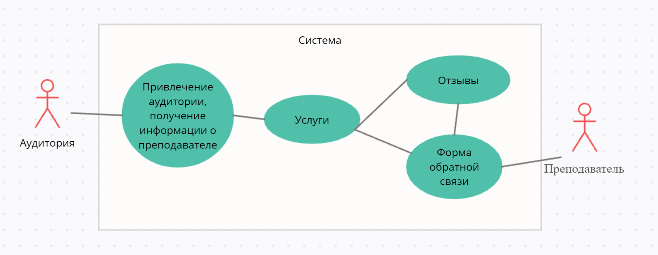 Система
Аудитория
Привлечение
аудитории,
получение
информации о
преподавателе
Услуги
Отзывы
Форма
обратной
связи
Преподаватель